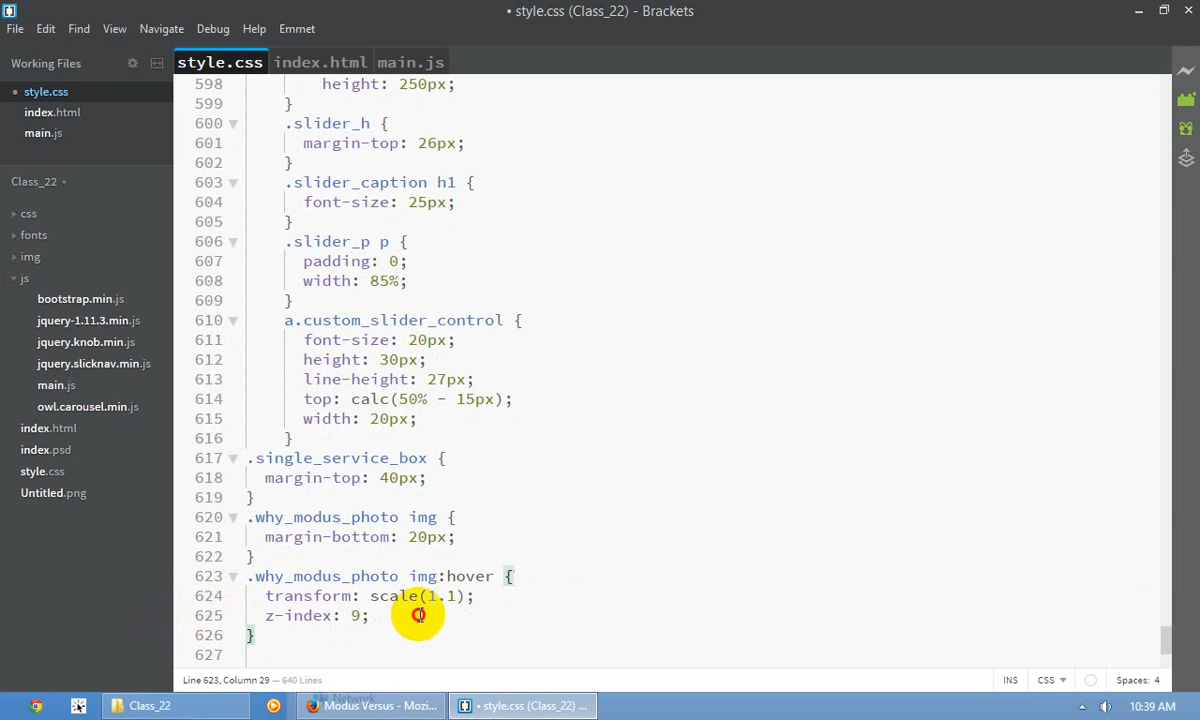 • style.css (Class_22) - Brackets
File Edit Find View Navigate Debug Help Emmet
Working Files
• style.css
index.html
main.js
Class_22
css
fonts
img
js
bootstrap.min.js
jquery-1.11.3.min.js
jquery.knob.min.js
jquery.slicknav.min.js
main.js
owl.carousel.min.js
index.html
index.psd
style.css
Untitled.png
style.css index.html main.js
598 height: 250px;
599 }
600 .slider_h {
601 margin-top: 26px;
602 }
603 .slider_caption h1 {
604 font-size: 25px;
605 }
606 .slider_p p {
607 padding: 0;
608 width: 85%;
609 }
610 a.custom_slider_control {
611 font-size: 20px;
612 height: 30px;
613 line-height: 27px;
614 top: calc(50% - 15px);
615 width: 20px;
616 }
617 .single_service_box {
618 margin-top: 40px;
619 }
620 .why_modus_photo img {
621 margin-bottom: 20px;
622 }
623 .why_modus_photo img:hover {
624 transform: scale(1.1);
625 z-index: 9;
626 }
627
Line 623, Column 29 — 640 Lines
INS CSS Spaces: 4
Network
Class_22
Modus Versus - Mozi...
• style.css (Class_22) ...
10:39 AM